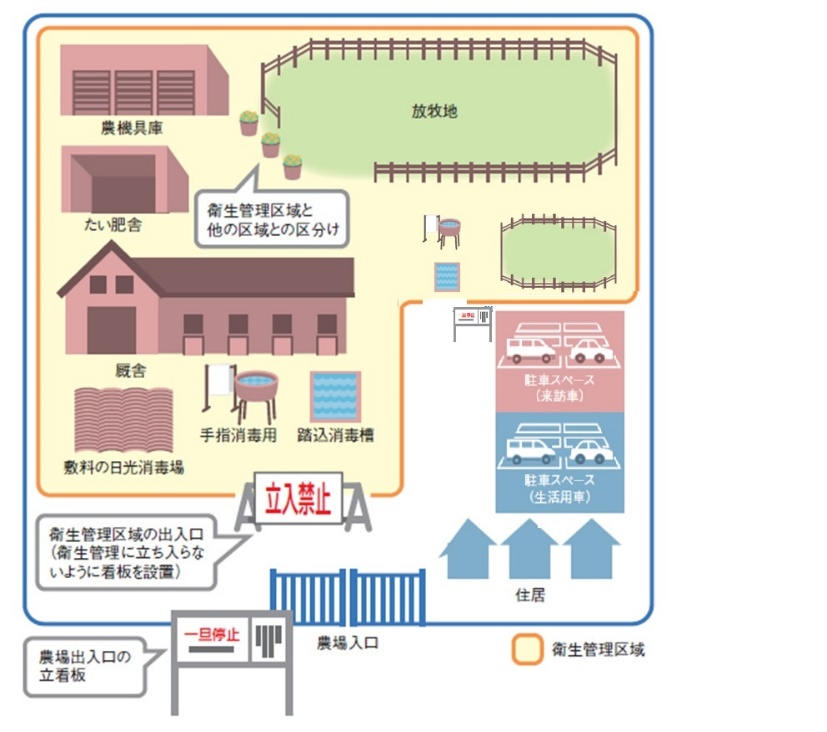 農機具庫
放牧地
たい肥舎
衛生管理区域と
他の区域との区分け
厩舎
手指消毒用
踏込消毒槽
敷料の日光消毒場
駐車スペース
（来訪車）
駐車スペース
（生活用車）
立入禁止
衛生管理区域の出入口
（衛生管理に立ち入らな
いように看板を設置）
住居
一旦停止
農場入口
農場出入口の
立看板
衛生管理区域